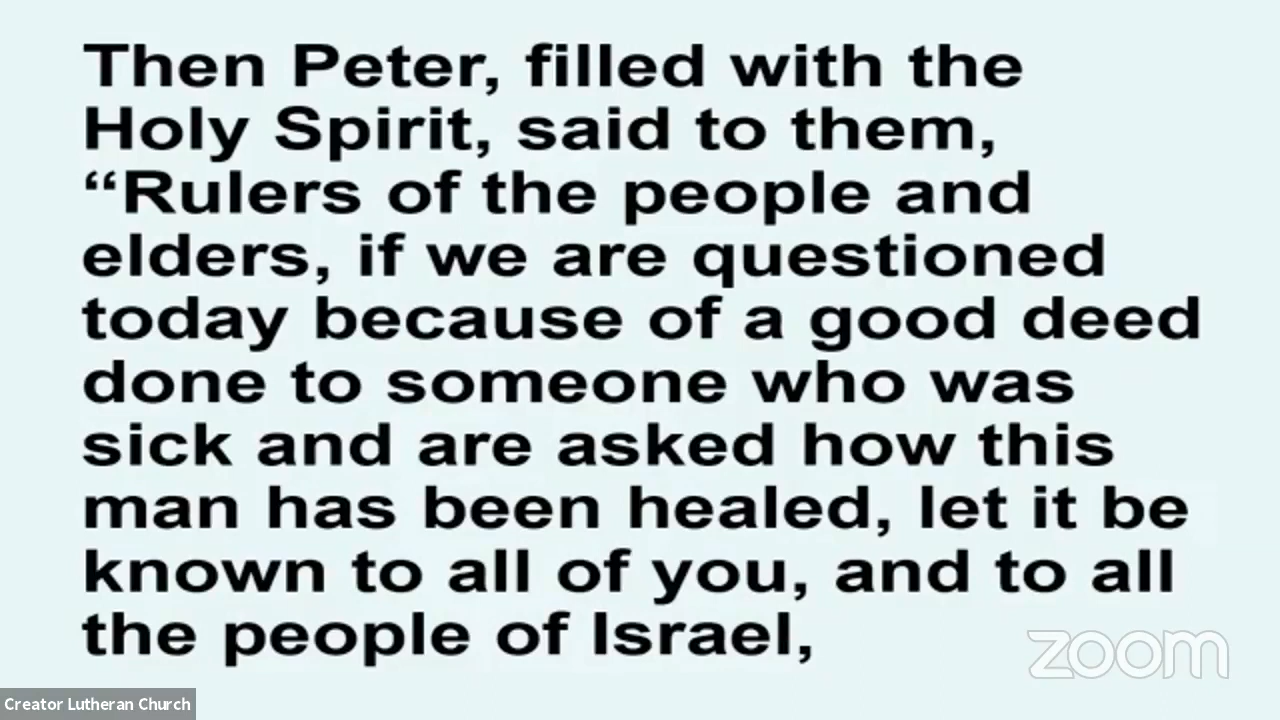 Then Peter, filled with the
Holy Spirit, said to them,
“Rulers of the people and
elders, if we are questioned
today because of a good deed
done to someone who was
sick and are asked how this
man has been healed, let it be
known to all of you, and to all
the people of Israel,
zoom
Creator Lutheran Church